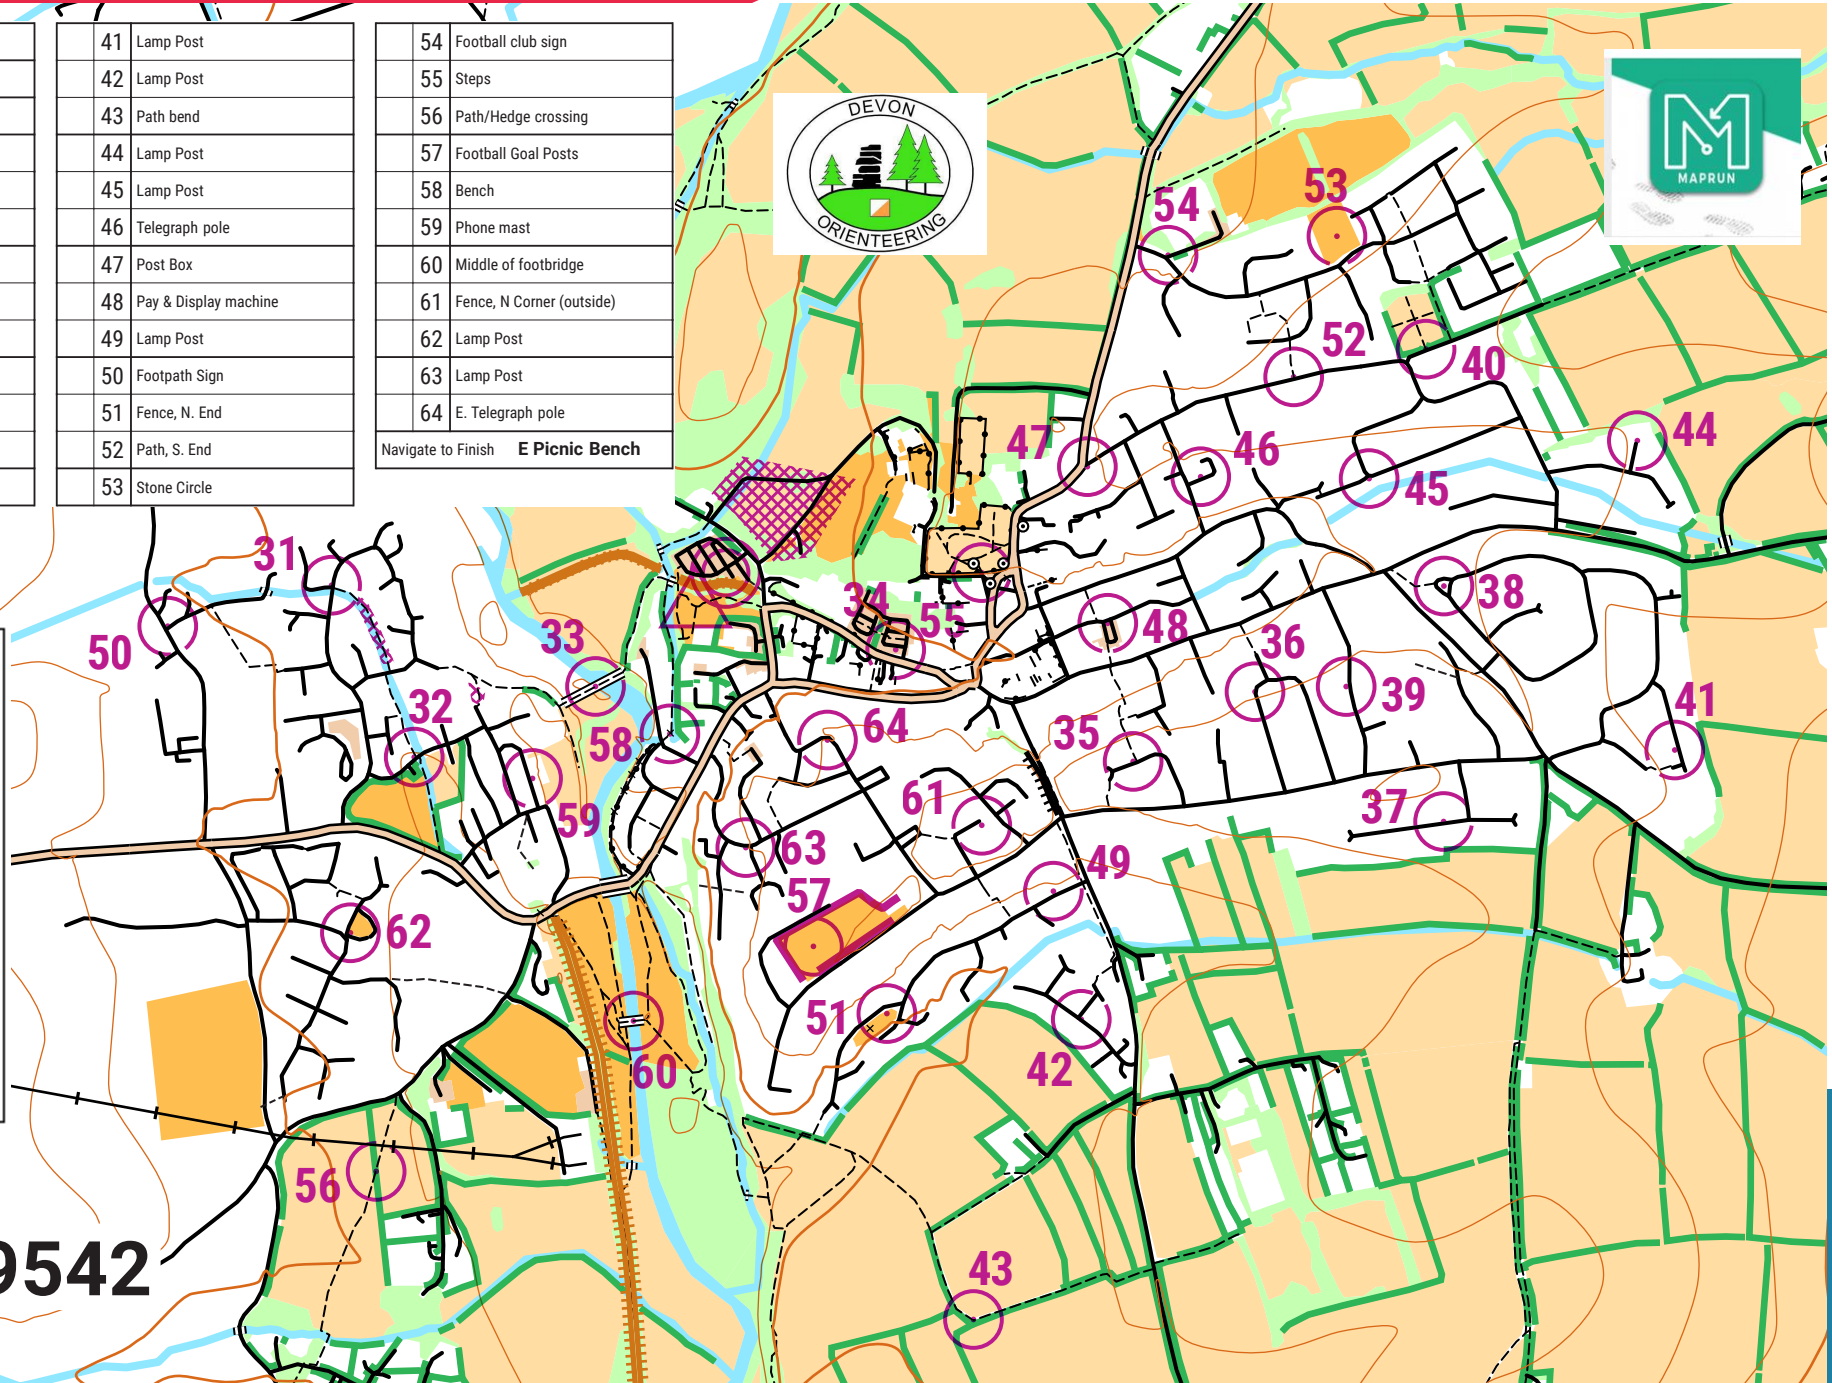 41 Lamp Post
42 Lamp Post
43 Path bend
44 Lamp Post
45 Lamp Post
46 Telegraph pole
47 Post Box
48 Pay & Display machine
49 Lamp Post
50 Footpath Sign
51 Fence, N. End
52 Path, S. End
53 Stone Circle
54 Football club sign
55 Steps
56 Path/Hedge crossing
57 Football Goal Posts
58 Bench
59 Phone mast
60 Middle of footbridge
61 Fence, N Corner (outside)
62 Lamp Post
63 Lamp Post
64 E. Telegraph pole
Navigate to Finish E Picnic Bench
DEVON
ORIENTEERING
MAPRUN
53
54
52
40
47
46
44
45
31
34
55
38
50
33
48
36
32
39
41
58
64
35
59
61
37
63
49
57
62
51
60
42
56
43
9542